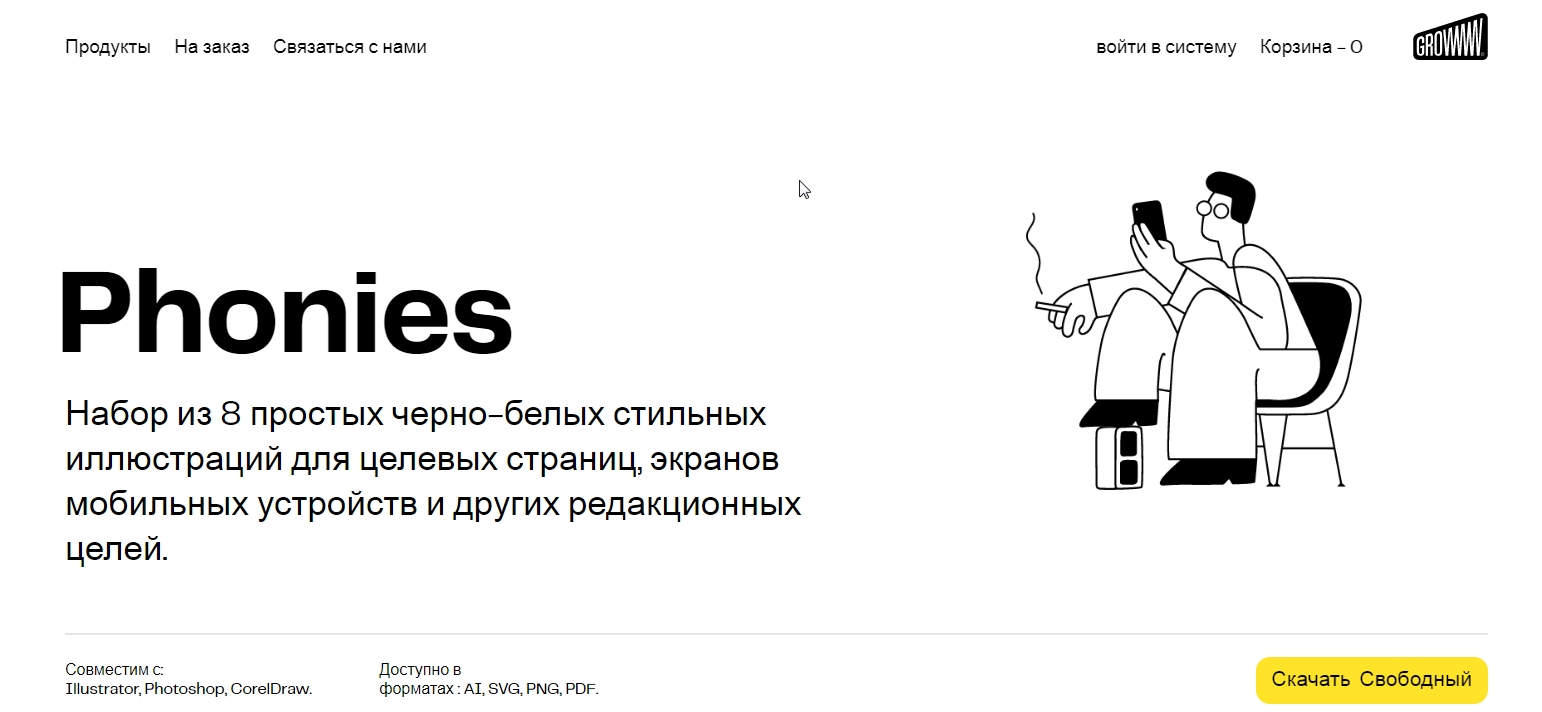 Продукты На заказ Связаться с нами войти в систему Корзина – 0 GROWWW
Phonies
Набор из 8 простых черно-белых стильных
иллюстраций для целевых страниц, экранов
мобильных устройств и других редакционных
целей.
Совместим с:
Illustrator, Photoshop, CorelDraw.
Доступно в
форматах : AI, SVG, PNG, PDF.
Скачать Свободный